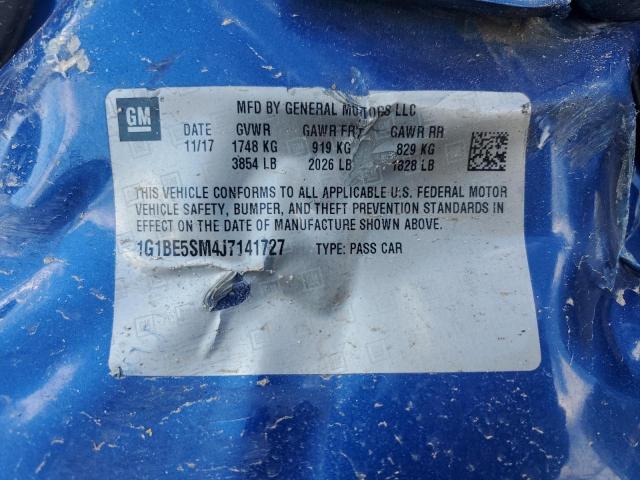 GM
MFD BY GENERAL MOTORS LLC
DATE GVWR GAWR FRT GAWR RR
11/17 1748 KG 919 KG 829 KG
3854 LB 2026 LB 1828 LB
THIS VEHICLE CONFORMS TO ALL APPLICABLE U.S. FEDERAL MOTOR
VEHICLE SAFETY, BUMPER, AND THEFT PREVENTION STANDARDS IN
EFFECT ON THE DATE OF MANUFACTURE SHOWN ABOVE.
1G1BE5SM4J7141727 TYPE: PASS CAR